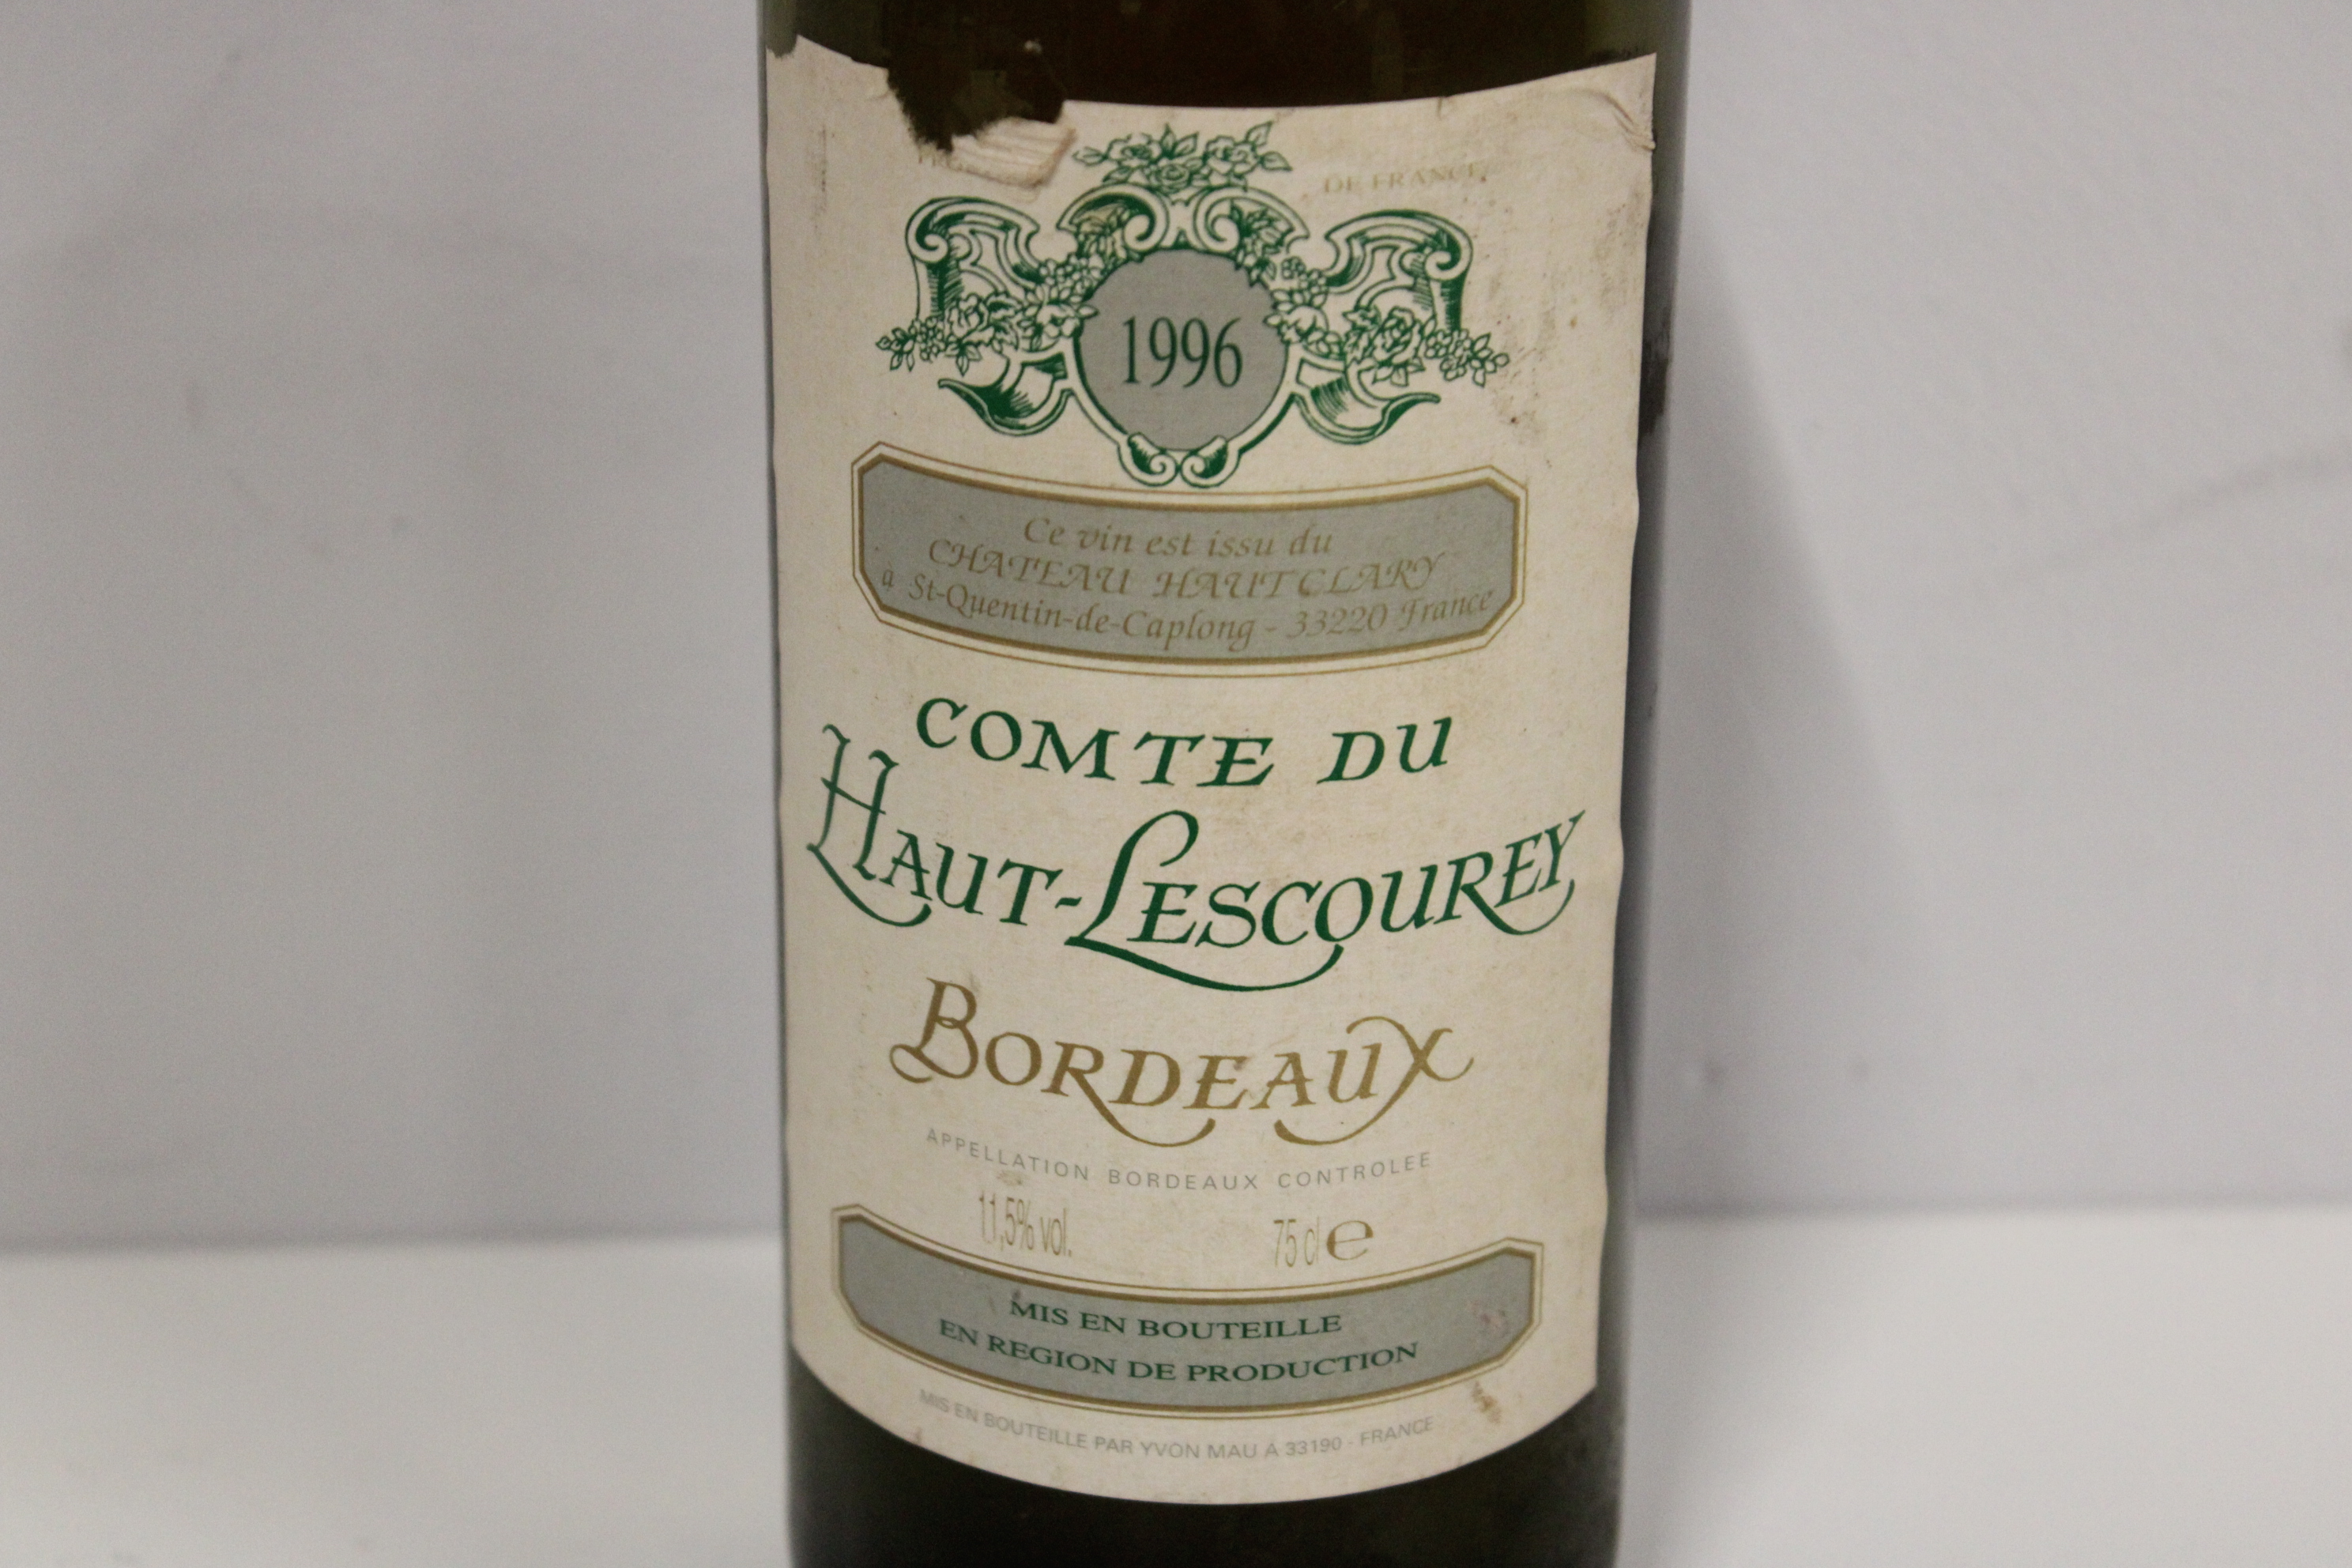 DE FRANCE
1996
Ce vin est issu du
CHATEAU HAUT CLARY
a St-Quentin-de-Caplong - 33220 France
COMTE DU
HAUT-LESCOUREY
BORDEAUX
APPELLATION BORDEAUX CONTROLEE
11,5% vol. 75 cl e
MIS EN BOUTEILLE
EN REGION DE PRODUCTION
MIS EN BOUTEILLE PAR YVON MAU A 33190 - FRANCE